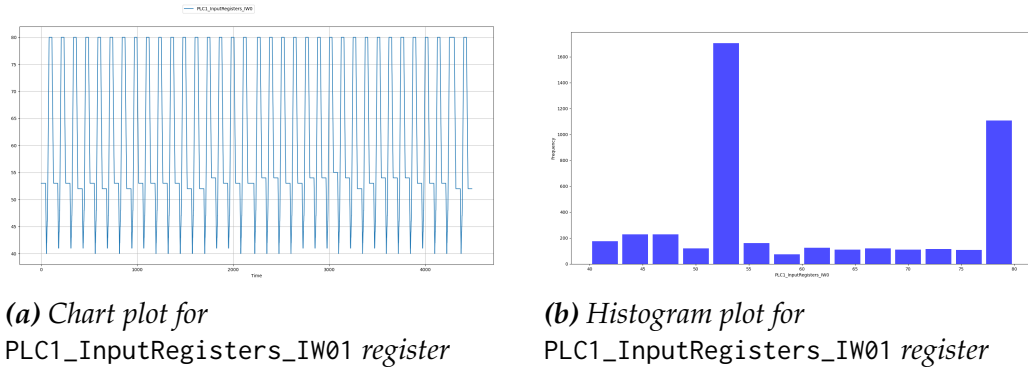 PLC1_InputRegisters_IW0
80
75
70
65
60
55
50
45
40
0 1000 2000 3000 4000
Time
1600
1400
1200
1000
800
600
400
200
0
Frequency
40 45 50 55 60 65 70 75 80
PLC1_InputRegisters_IW0
(a) Chart plot for
PLC1_InputRegisters_IW01 register
(b) Histogram plot for
PLC1_InputRegisters_IW01 register